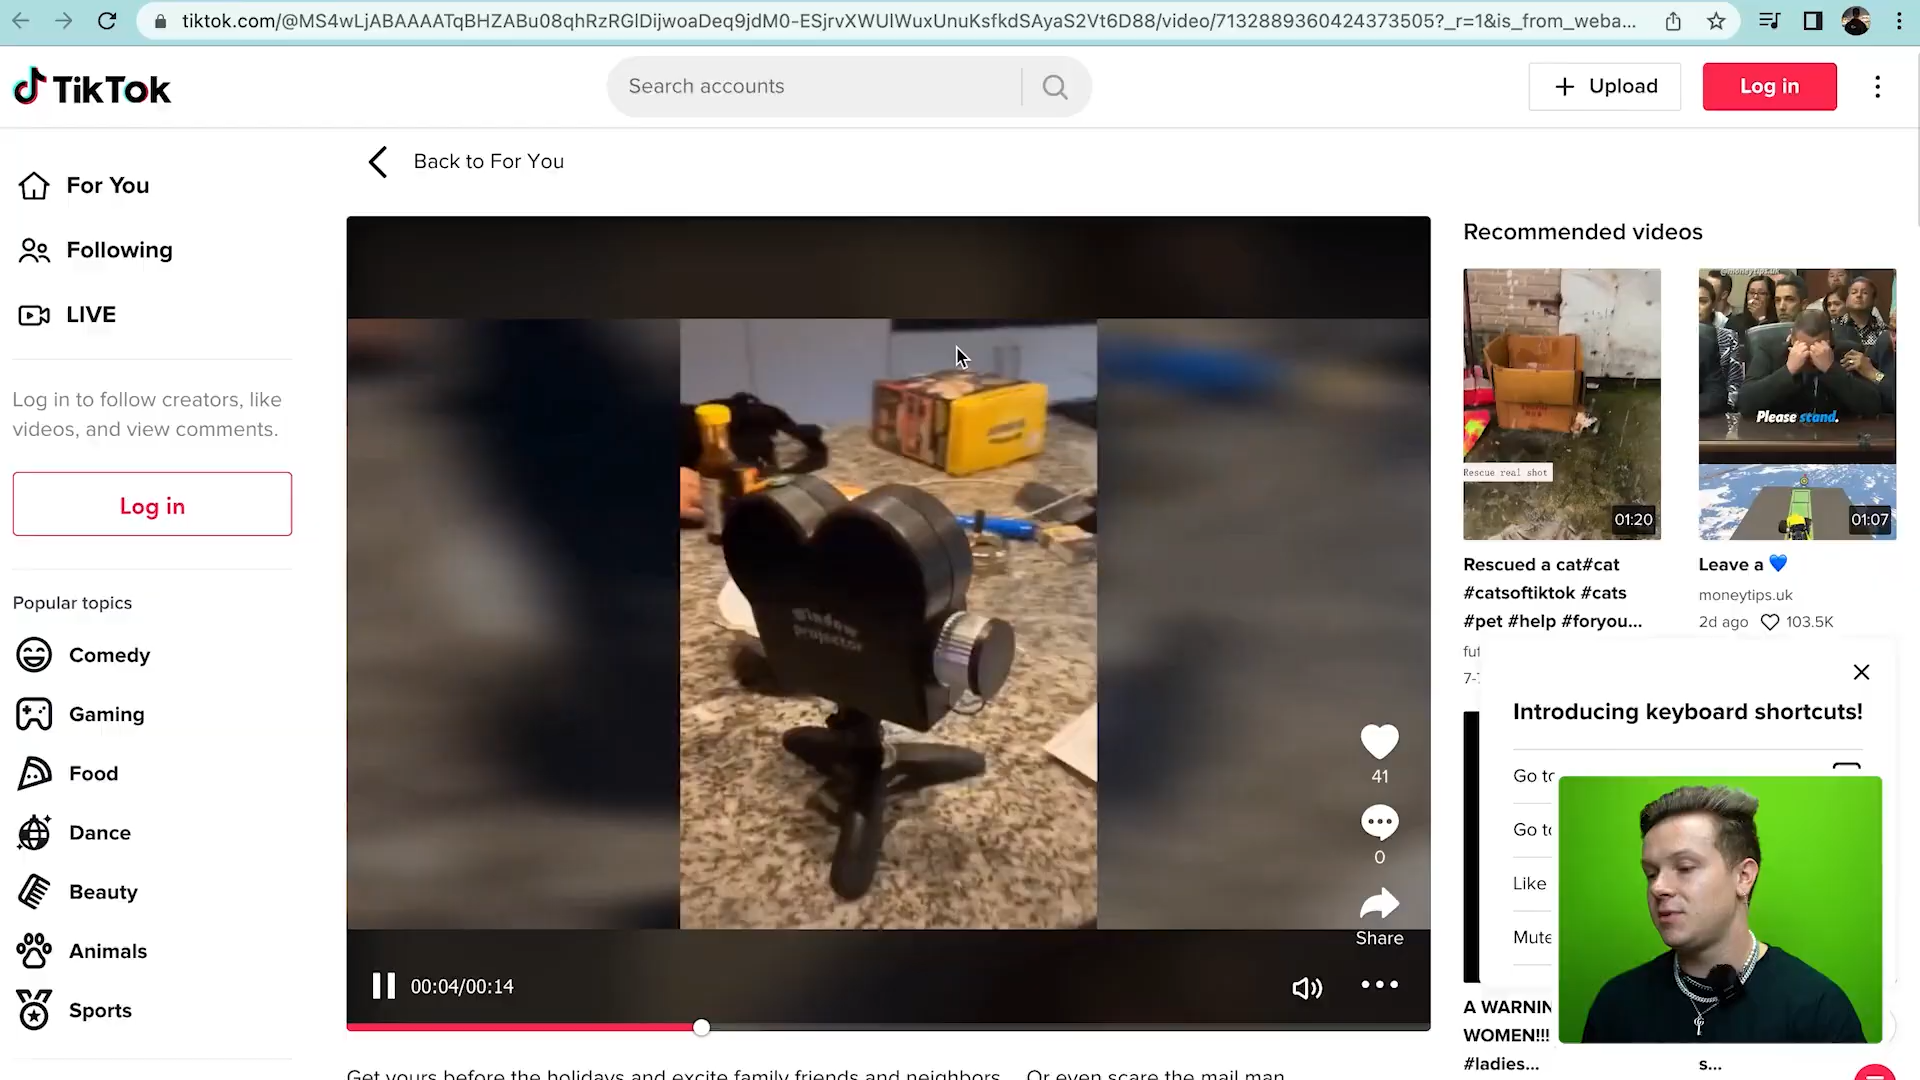 tiktok.com/@MS4wLjABAAAATqBHZABu08qhRzRGlDijwoaDeq9jdM0-ESjrvXWUlWuxUnuKsfkdSAyaS2Vt6D88/video/7132889360424373505?_r=1&is_from_weba...
TikTok
Search accounts
Upload
Log in
For You
Following
LIVE
Log in to follow creators, like
videos, and view comments.
Log in
Popular topics
Comedy
Gaming
Food
Dance
Beauty
Animals
Sports
Back to For You
Window
projector
41
0
Share
00:04/00:14
Get yours before the holidays and excite family friends and neighbors Or even scare the mail man
Recommended videos
Rescue real shot
01:20
Rescued a cat#cat
#catsoftiktok #cats
#pet #help #foryou...
@moneytips.uk
Please stand.
01:07
Leave a 💙
moneytips.uk
2d ago 103.5K
Introducing keyboard shortcuts!
Like
Mute
WOMEN!!!
#ladies...
s...